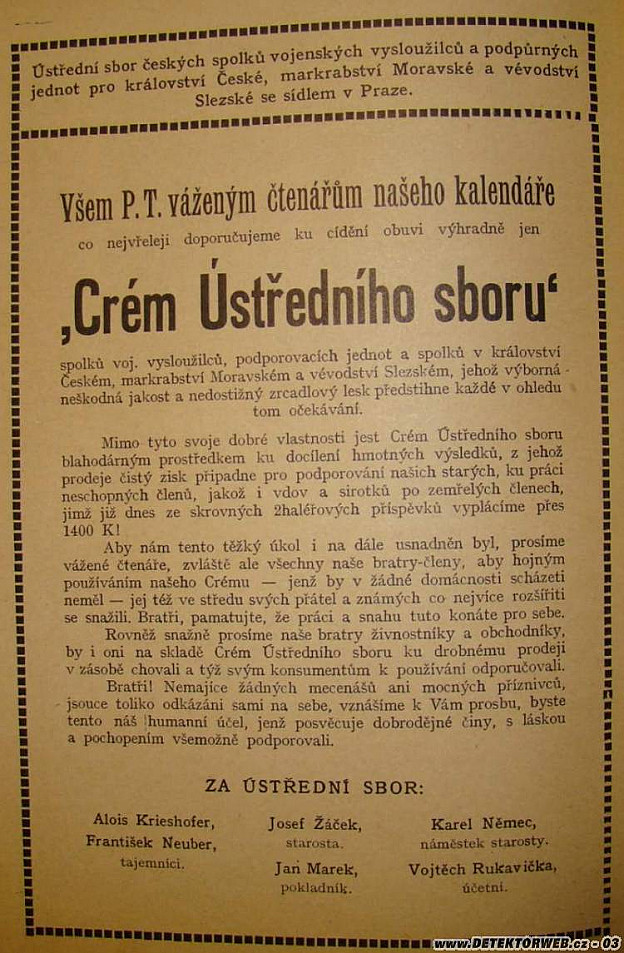 Ústřední sbor českých spolků vojenských vysloužilců a podpůrných
jednot pro království České, markrabství Moravské a vévodství
Slezské se sídlem v Praze.
Všem P. T. váženým čtenářům našeho kalendáře
co nejvřeleji doporučujeme ku cídění obuvi výhradně jen
‚Crém Ústředního sboru‘
spolků voj. vysloužilců, podporovacích jednot a spolků v království
Českém, markrabství Moravském a vévodství Slezském, jehož výborná
neškodná jakost a nedostižný zrcadlový lesk předstihne každé v ohledu
tom očekávání.
Mimo tyto svoje dobré vlastnosti jest Crém Ústředního sboru
blahodárným prostředkem ku docílení hmotných výsledků, z jehož
prodeje čistý zisk připadne pro podporování našich starých, ku práci
neschopných členů, jakož i vdov a sirotků po zemřelých členech,
jimž již dnes ze skrovných 2haléřových příspěvků vyplácíme přes
1400 K!
Aby nám tento těžký úkol i na dále usnadněn byl, prosíme
vážené čtenáře, zvláště ale všechny naše bratry-členy, aby hojným
používáním našeho Crému — jenž by v žádné domácnosti scházeti
neměl — jej též ve středu svých přátel a známých co nejvíce rozšířiti
se snažili. Bratři, pamatujte, že práci a snahu tuto konáte pro sebe.
Rovněž snažně prosíme naše bratry živnostníky a obchodníky,
by i oni na skladě Crém Ústředního sboru ku drobnému prodeji
v zásobě chovali a týž svým konsumentům k používání odporučovali.
Bratři! Nemajíce žádných mecenášů ani mocných příznivců,
jsouce toliko odkázáni sami na sebe, vznášíme k Vám prosbu, byste
tento náš humanní účel, jenž posvěcuje dobrodějné činy, s láskou
a pochopením všemožně podporovali.
ZA ÚSTŘEDNÍ SBOR:
Alois Krieshofer,
František Neuber,
tajemníci.
Josef Žáček,
starosta.
Jan Marek,
pokladník.
Karel Němec,
náměstek starosty.
Vojtěch Rukavička,
účetní.
www.DETEKTORWEB.cz - 03